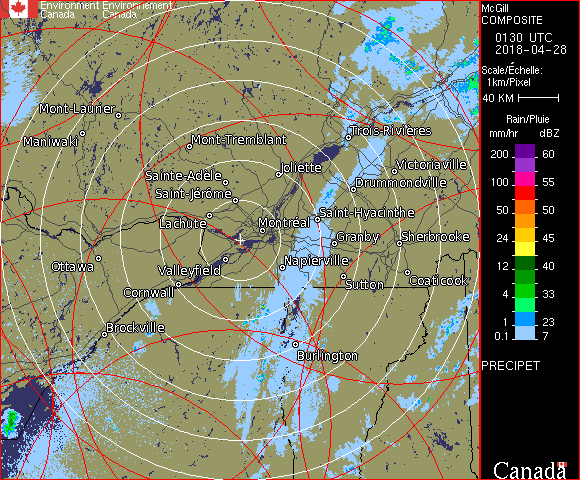 Environment Environnement
Canada Canada
McGill
COMPOSITE
0130 UTC
2018-04-28
Scale/Échelle:
1km/Pixel
40 KM
Rain/Pluie
mm/hr dBZ
200 60
100 55
50 50
24 45
12 40
4 33
1 23
0.1 7
PRECIPET
Canada
Mont-Laurier
Maniwaki
Mont-Tremblant
Trois-Rivières
Joliette
Victoriaville
Sainte-Adèle
Drummondville
Saint-Jérôme
Saint-Hyacinthe
Lachute
Montréal
Granby
Sherbrooke
Ottawa
Valleyfield
Napierville
Sutton
Coaticook
Cornwall
Brockville
Burlington